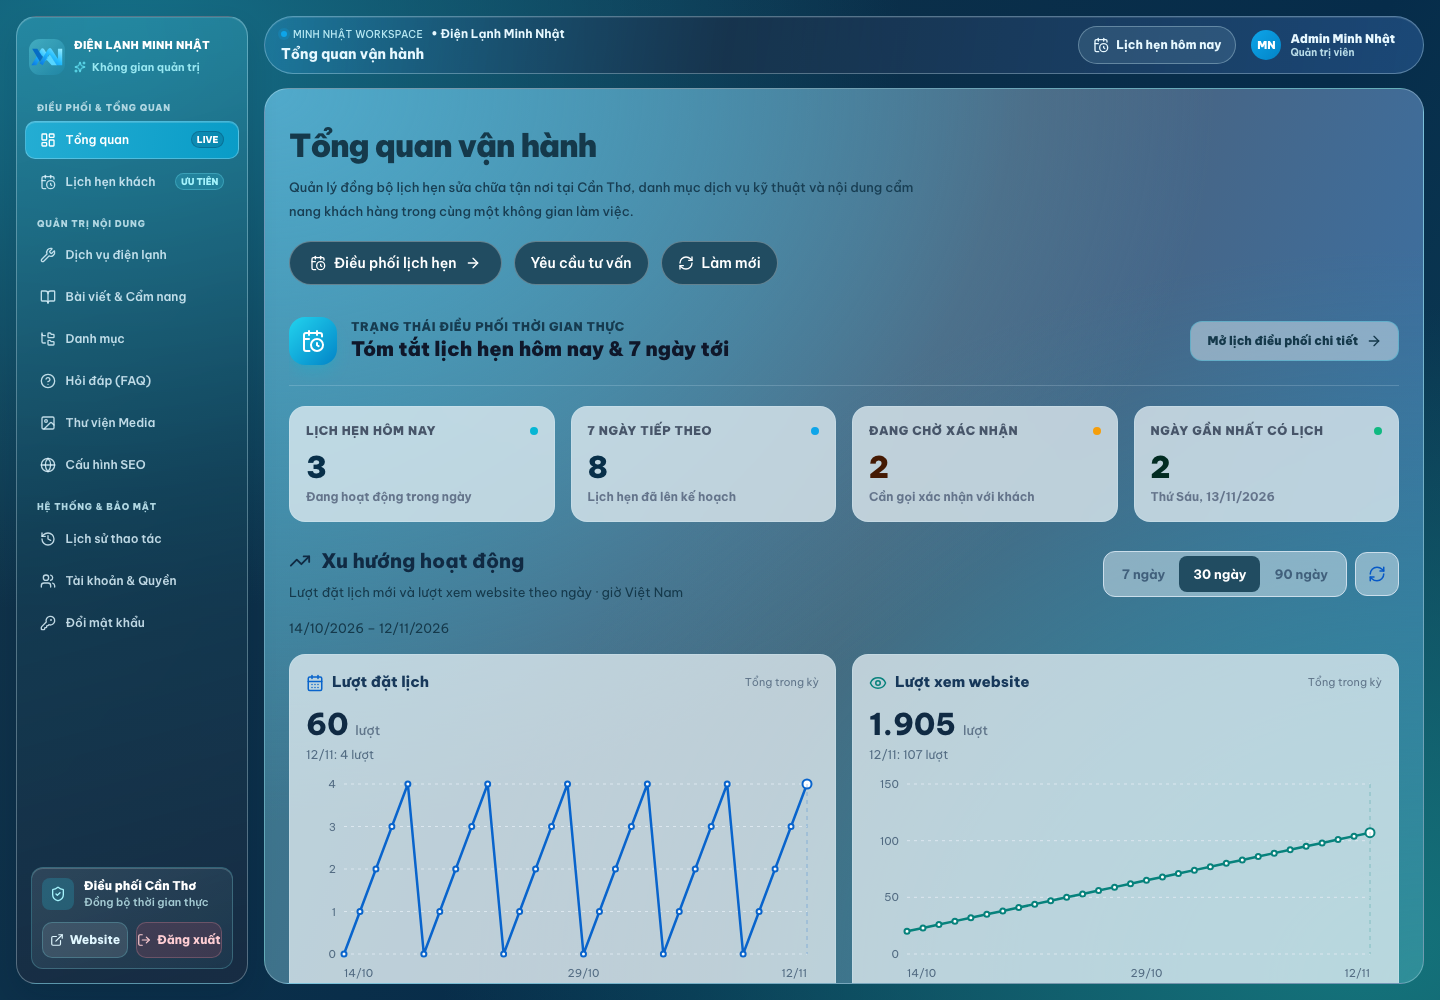 ĐIỆN LẠNH MINH NHẬT
Không gian quản trị
ĐIỀU PHỐI & TỔNG QUAN
Tổng quan
LIVE
Lịch hẹn khách
ƯU TIÊN
QUẢN TRỊ NỘI DUNG
Dịch vụ điện lạnh
Bài viết & Cẩm nang
Danh mục
Hỏi đáp (FAQ)
Thư viện Media
Cấu hình SEO
HỆ THỐNG & BẢO MẬT
Lịch sử thao tác
Tài khoản & Quyền
Đổi mật khẩu
Điều phối Cần Thơ
Đồng bộ thời gian thực
Website
Đăng xuất
MINH NHẬT WORKSPACE • Điện Lạnh Minh Nhật
Tổng quan vận hành
Lịch hẹn hôm nay
MN
Admin Minh Nhật
Quản trị viên
Tổng quan vận hành
Quản lý đồng bộ lịch hẹn sửa chữa tận nơi tại Cần Thơ, danh mục dịch vụ kỹ thuật và nội dung cẩm
nang khách hàng trong cùng một không gian làm việc.
Điều phối lịch hẹn
Yêu cầu tư vấn
Làm mới
TRẠNG THÁI ĐIỀU PHỐI THỜI GIAN THỰC
Tóm tắt lịch hẹn hôm nay & 7 ngày tới
Mở lịch điều phối chi tiết
LỊCH HẸN HÔM NAY
3
Đang hoạt động trong ngày
7 NGÀY TIẾP THEO
8
Lịch hẹn đã lên kế hoạch
ĐANG CHỜ XÁC NHẬN
2
Cần gọi xác nhận với khách
NGÀY GẦN NHẤT CÓ LỊCH
2
Thứ Sáu, 13/11/2026
Xu hướng hoạt động
Lượt đặt lịch mới và lượt xem website theo ngày · giờ Việt Nam
14/10/2026 – 12/11/2026
7 ngày
30 ngày
90 ngày
Lượt đặt lịch
Tổng trong kỳ
60 lượt
12/11: 4 lượt
4
3
2
1
0
14/10
29/10
12/11
Lượt xem website
Tổng trong kỳ
1.905 lượt
12/11: 107 lượt
150
100
50
0
14/10
29/10
12/11